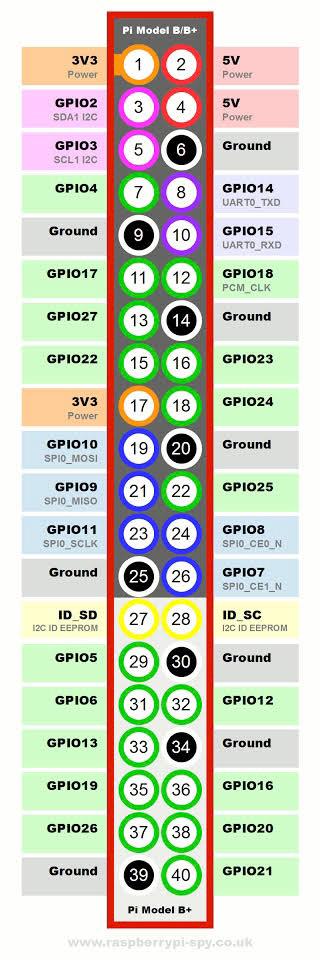 Pi Model B/B+
3V3 Power 1 2 5V Power
GPIO2 SDA1 I2C 3 4 5V Power
GPIO3 SCL1 I2C 5 6 Ground
GPIO4 7 8 GPIO14 UART0_TXD
Ground 9 10 GPIO15 UART0_RXD
GPIO17 11 12 GPIO18 PCM_CLK
GPIO27 13 14 Ground
GPIO22 15 16 GPIO23
3V3 Power 17 18 GPIO24
GPIO10 SPI0_MOSI 19 20 Ground
GPIO9 SPI0_MISO 21 22 GPIO25
GPIO11 SPI0_SCLK 23 24 GPIO8 SPI0_CE0_N
Ground 25 26 GPIO7 SPI0_CE1_N
ID_SD I2C ID EEPROM 27 28 ID_SC I2C ID EEPROM
GPIO5 29 30 Ground
GPIO6 31 32 GPIO12
GPIO13 33 34 Ground
GPIO19 35 36 GPIO16
GPIO26 37 38 GPIO20
Ground 39 40 GPIO21
Pi Model B+
www.raspberrypi-spy.co.uk